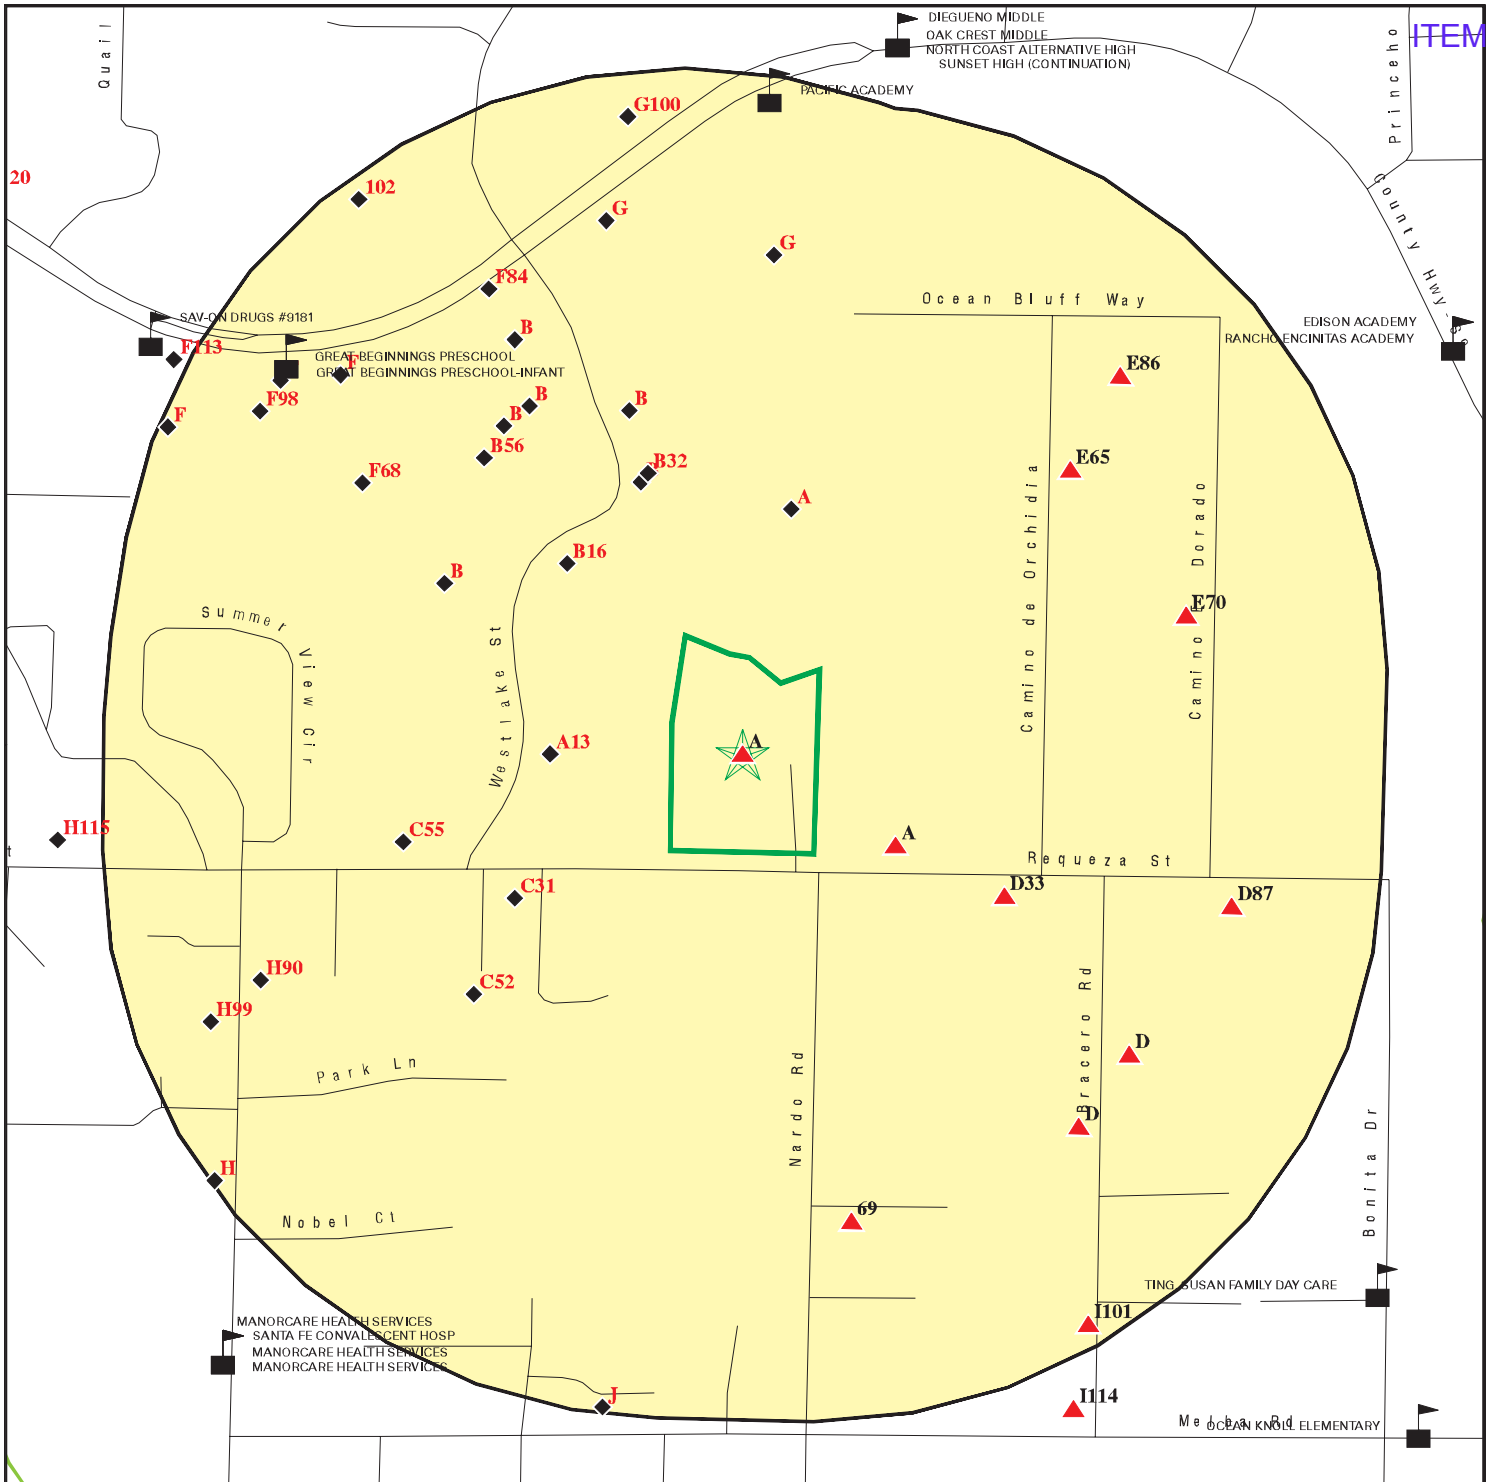 DIEGUENO MIDDLE
OAK CREST MIDDLE
NORTH COAST ALTERNATIVE HIGH
SUNSET HIGH (CONTINUATION)
ITEM
Quail
Princeho
PACIFIC ACADEMY
G100
20
102
County Hwy-S
G
G
F84
Ocean Bluff Way
SAV-ON DRUGS #9181
EDISON ACADEMY
RANCHO ENCINITAS ACADEMY
B
F113
GREAT BEGINNINGS PRESCHOOL
GREAT BEGINNINGS PRESCHOOL-INFANT
F
E86
F98
F
B
B
B
B56
B32
E65
F68
A
Camino de Orchidia
Camino Dorado
B16
B
E70
Summer View Cir
Westlake St
A13
A
H115
C55
A
t
Requeza St
C31
D33
D87
H90
C52
H99
Bracero Rd
D
Park Ln
Nardo Rd
D
Bonita Dr
H
Nobel Ct
69
TING, SUSAN FAMILY DAY CARE
MANORCARE HEALTH SERVICES
SANTA FE CONVALESCENT HOSP
MANORCARE HEALTH SERVICES
MANORCARE HEALTH SERVICES
I101
J
I114
Melba Rd
OCEAN KNOLL ELEMENTARY